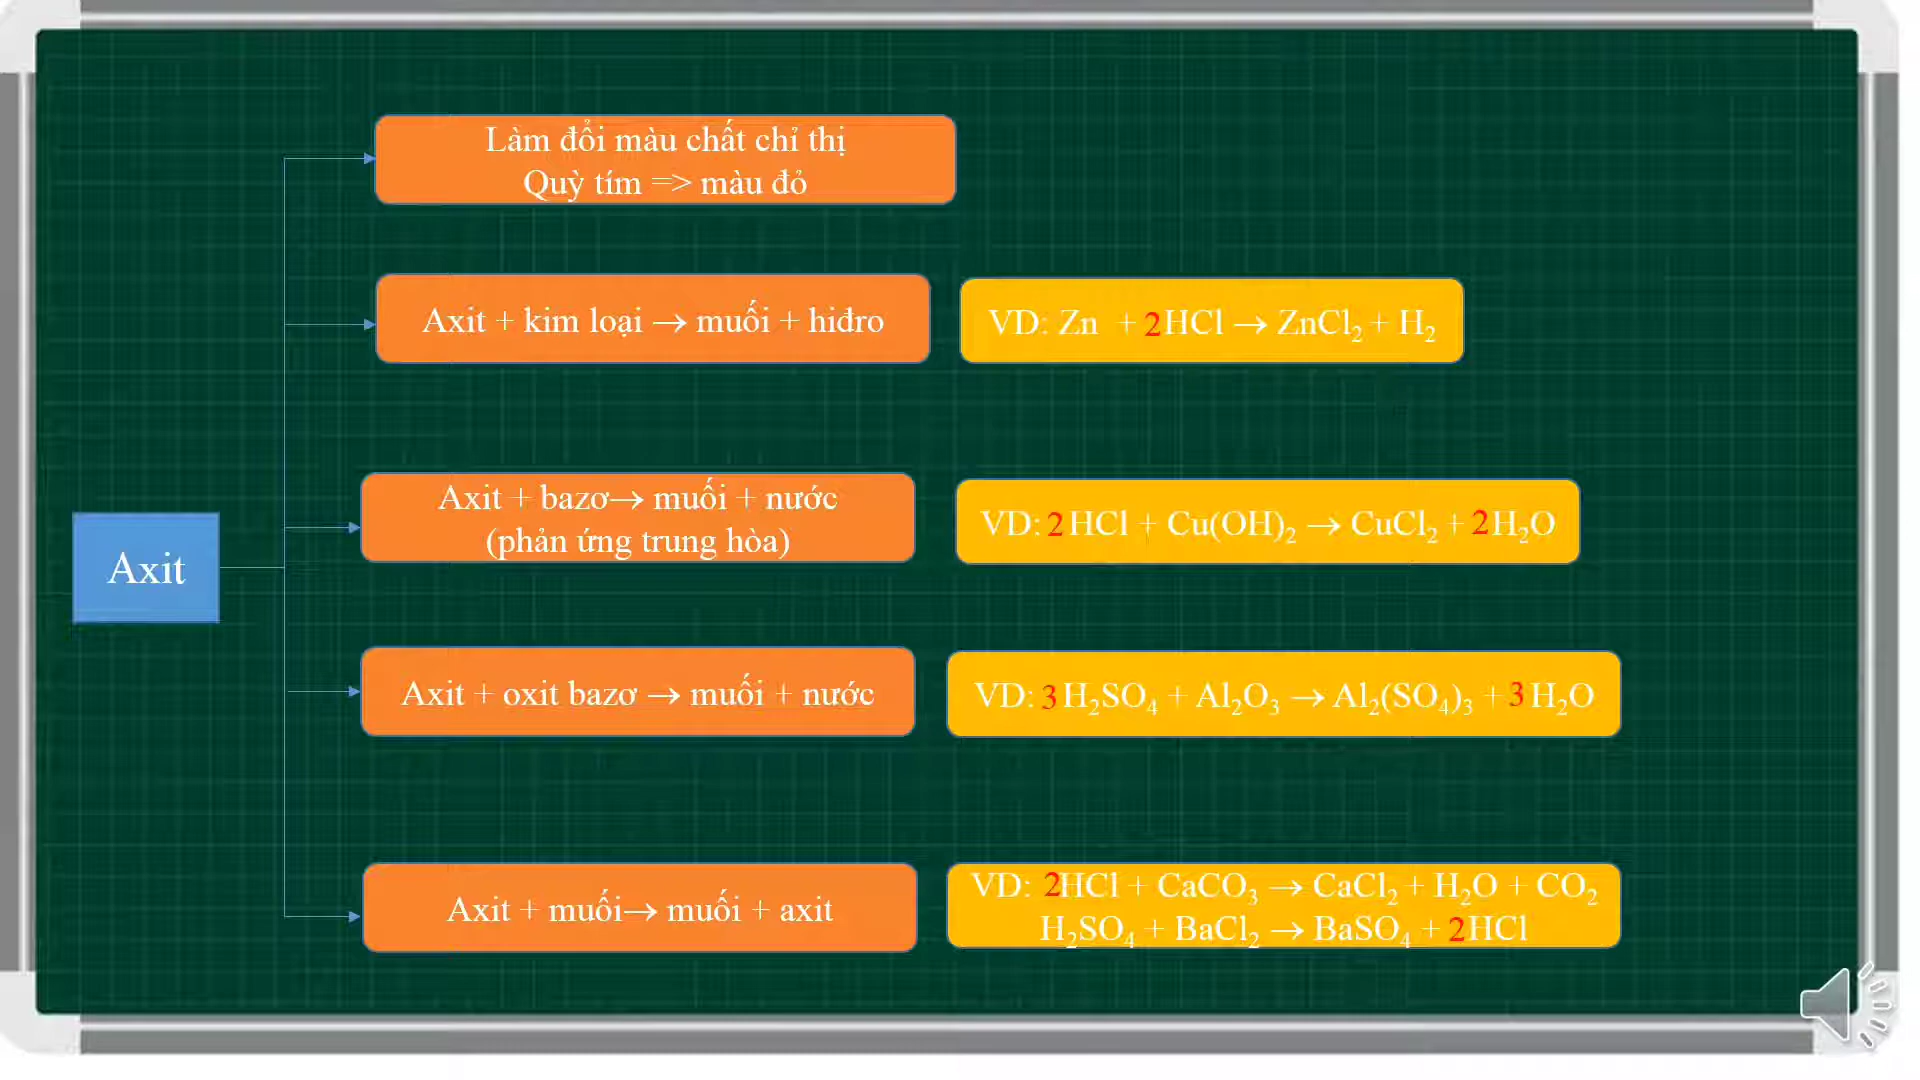 Làm đổi màu chất chỉ thị
Quỳ tím => màu đỏ
Axit + kim loại → muối + hiđro
VD: Zn + 2HCl → ZnCl₂ + H₂
Axit + bazơ→ muối + nước
(phản ứng trung hòa)
VD: 2HCl + Cu(OH)₂ → CuCl₂ + 2H₂O
Axit
Axit + oxit bazơ → muối + nước
VD: 3H₂SO₄ + Al₂O₃ → Al₂(SO₄)₃ + 3H₂O
Axit + muối→ muối + axit
VD: 2HCl + CaCO₃ → CaCl₂ + H₂O + CO₂
H₂SO₄ + BaCl₂ → BaSO₄ + 2HCl